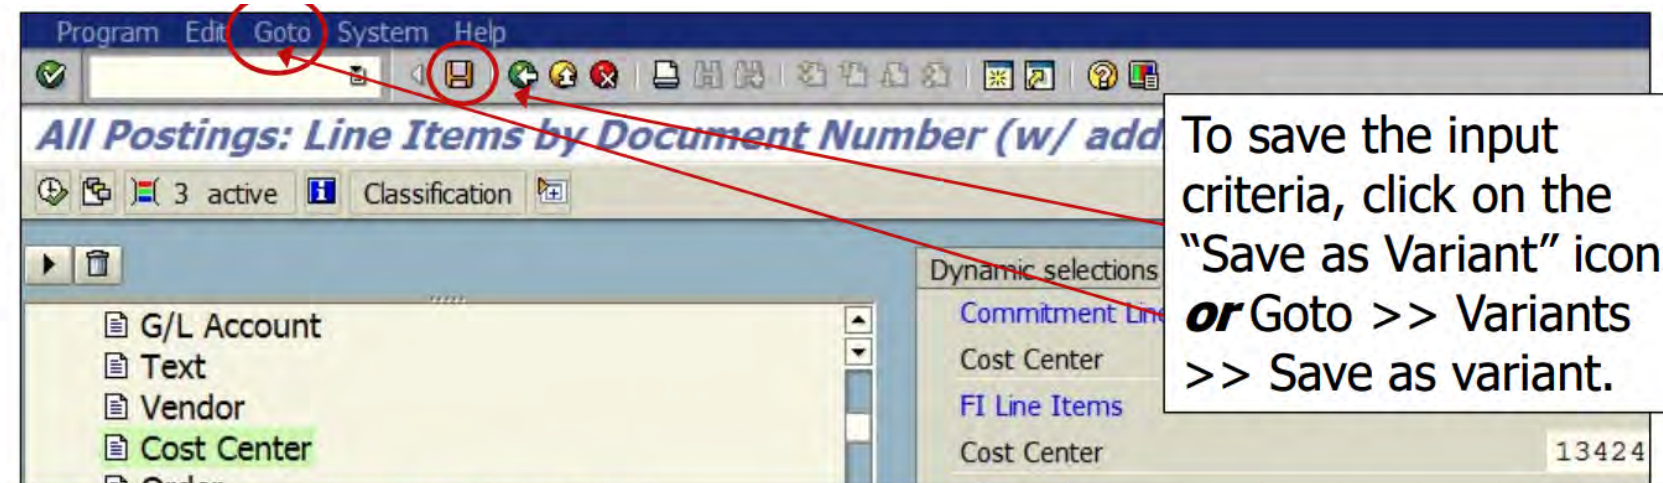 Program Edit Goto System Help
All Postings: Line Items by Document Number (w/ add
3 active Classification
To save the input
criteria, click on the
“Save as Variant” icon
or Goto >> Variants
>> Save as variant.
G/L Account
Text
Vendor
Cost Center
Dynamic selections
Commitment Line
Cost Center
FI Line Items
Cost Center 13424